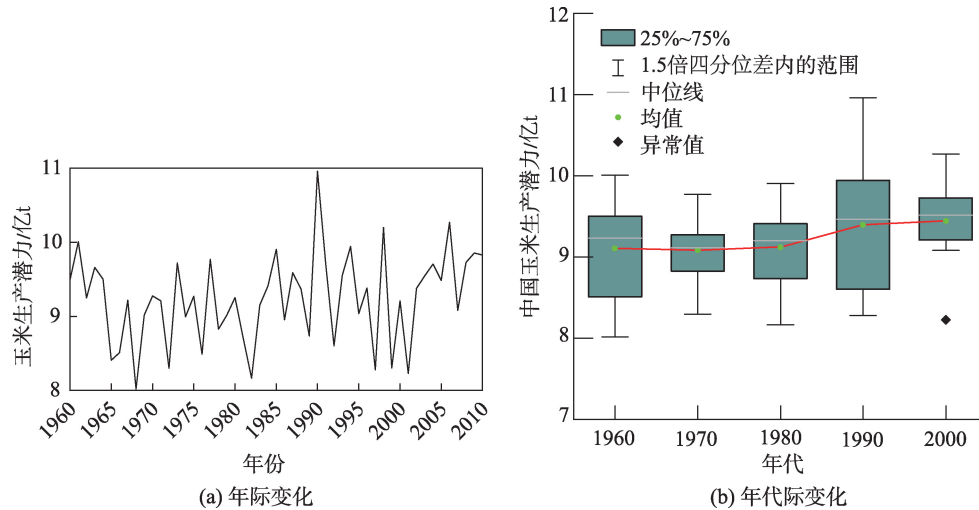 玉米生产潜力/亿t
11
10
9
8
1960
1965
1970
1975
1980
1985
1990
1995
2000
2005
2010
年份
(a) 年际变化
中国玉米生产潜力/亿t
12
11
10
9
8
7
25%~75%
1.5倍四分位差内的范围
中位线
均值
异常值
1960
1970
1980
1990
2000
年代
(b) 年代际变化